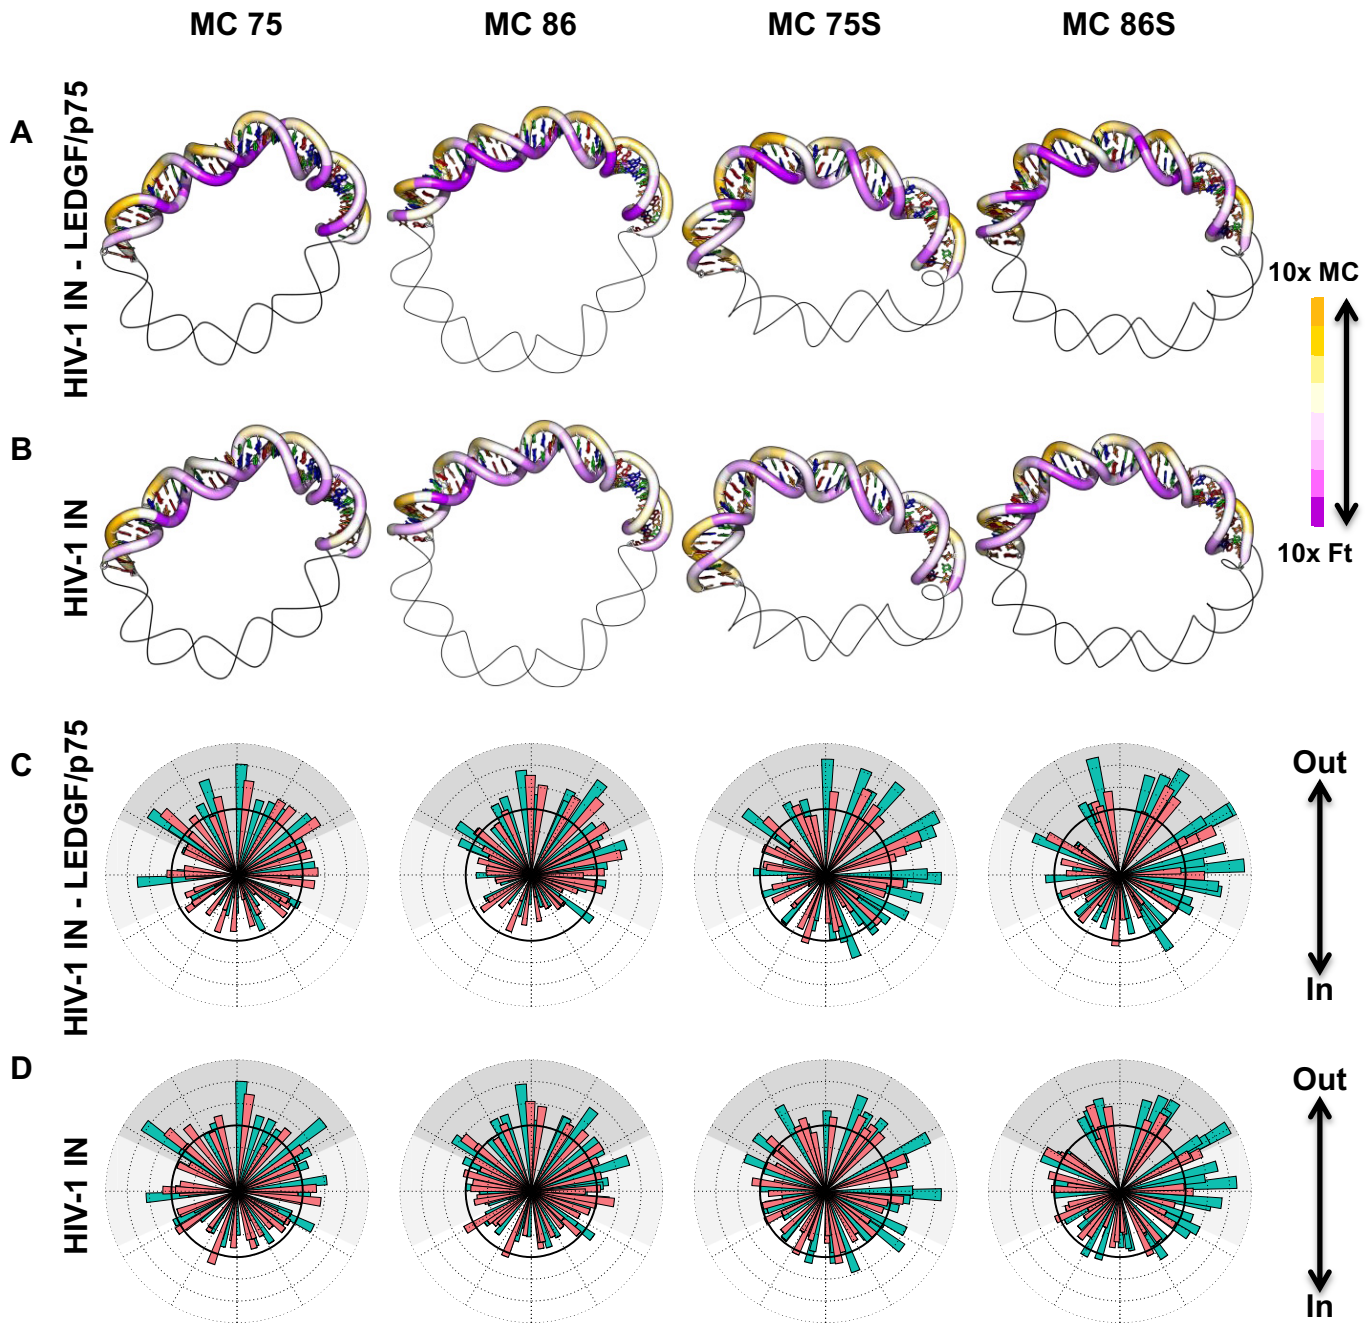 MC 75
MC 86
MC 75S
MC 86S
A
HIV-1 IN - LEDGF/p75
10x MC
10x Ft
B
HIV-1 IN
C
HIV-1 IN - LEDGF/p75
Out
In
D
HIV-1 IN
Out
In